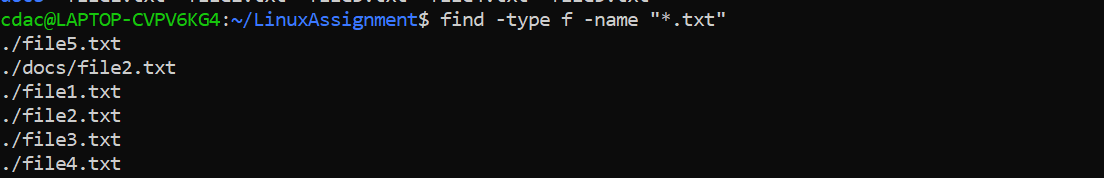 cdac@LAPTOP-CVPV6KG4:~/LinuxAssignment$ find -type f -name "*.txt"
./file5.txt
./docs/file2.txt
./file1.txt
./file2.txt
./file3.txt
./file4.txt